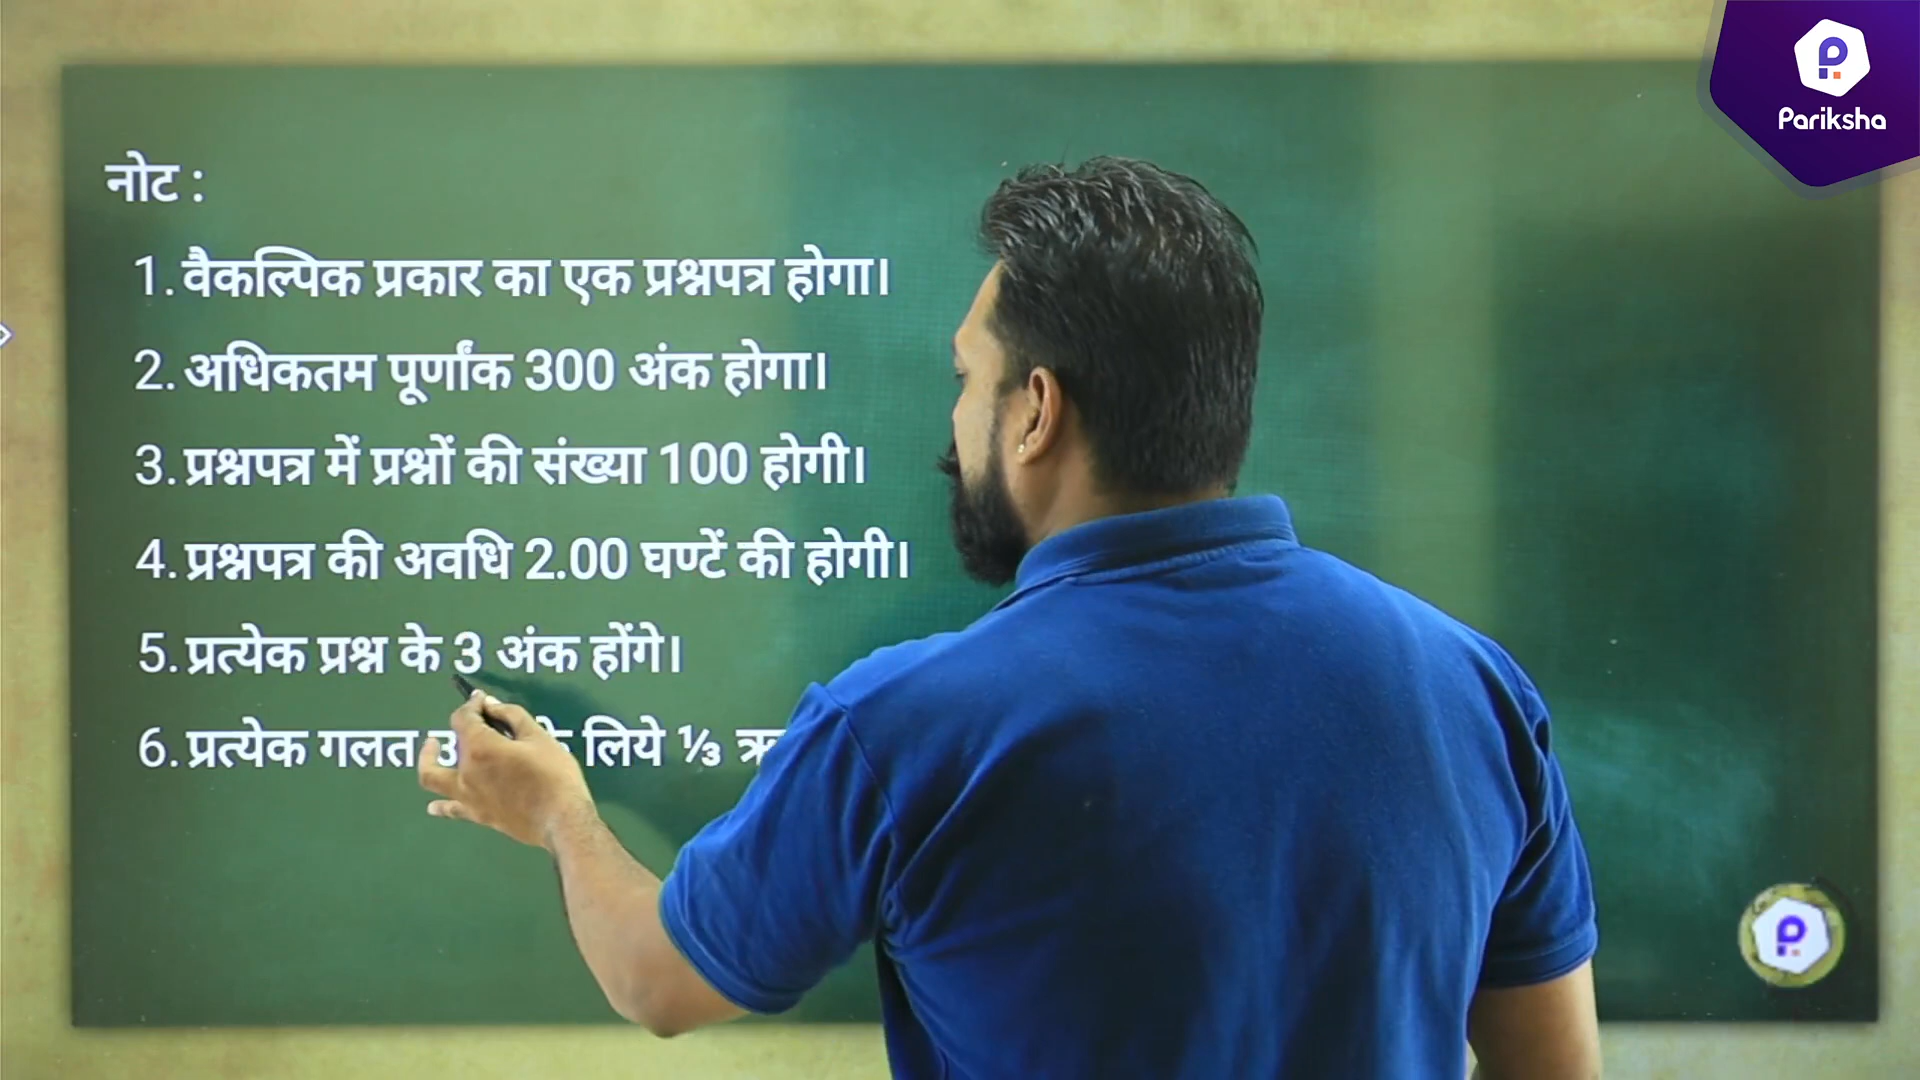 Pariksha
नोट :
1. वैकल्पिक प्रकार का एक प्रश्नपत्र होगा।
2. अधिकतम पूर्णांक 300 अंक होगा।
3. प्रश्नपत्र में प्रश्नों की संख्या 100 होगी।
4. प्रश्नपत्र की अवधि 2.00 घण्टें की होगी।
5. प्रत्येक प्रश्न के 3 अंक होंगे।
6. प्रत्येक गलत लिये ⅓